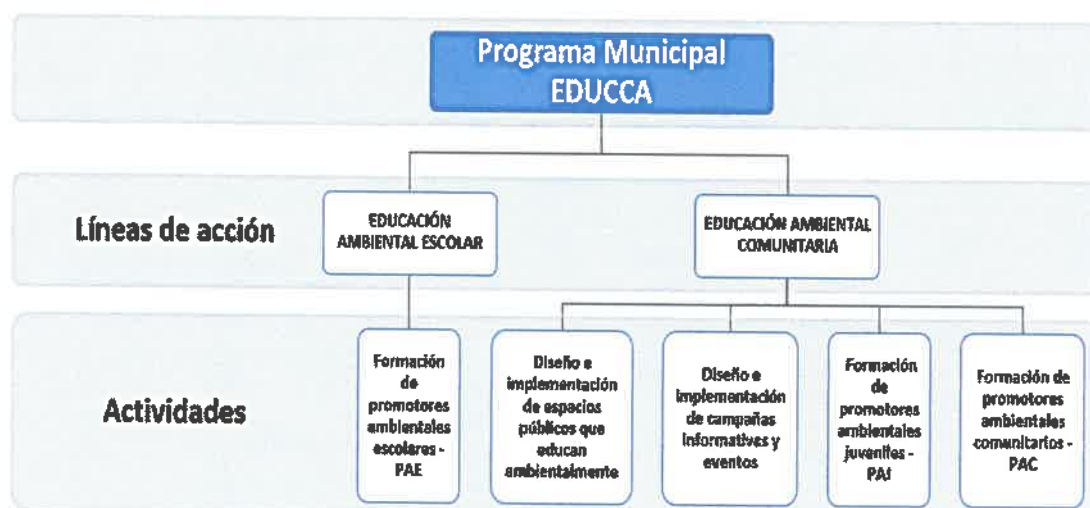 Programa Municipal
EDUCCA
Líneas de acción
EDUCACIÓN
AMBIENTAL ESCOLAR
EDUCACIÓN AMBIENTAL
COMUNITARIA
Actividades
Formación
de
promotores
ambientales
escolares -
PAE
Diseño e
implementación
de espacios
públicos que
educan
ambientalmente
Diseño e
implementación
de campañas
informativas y
eventos
Formación
de
promotores
ambientales
juveniles -
PAJ
Formación de
promotores
ambientales
comunitarios -
PAC